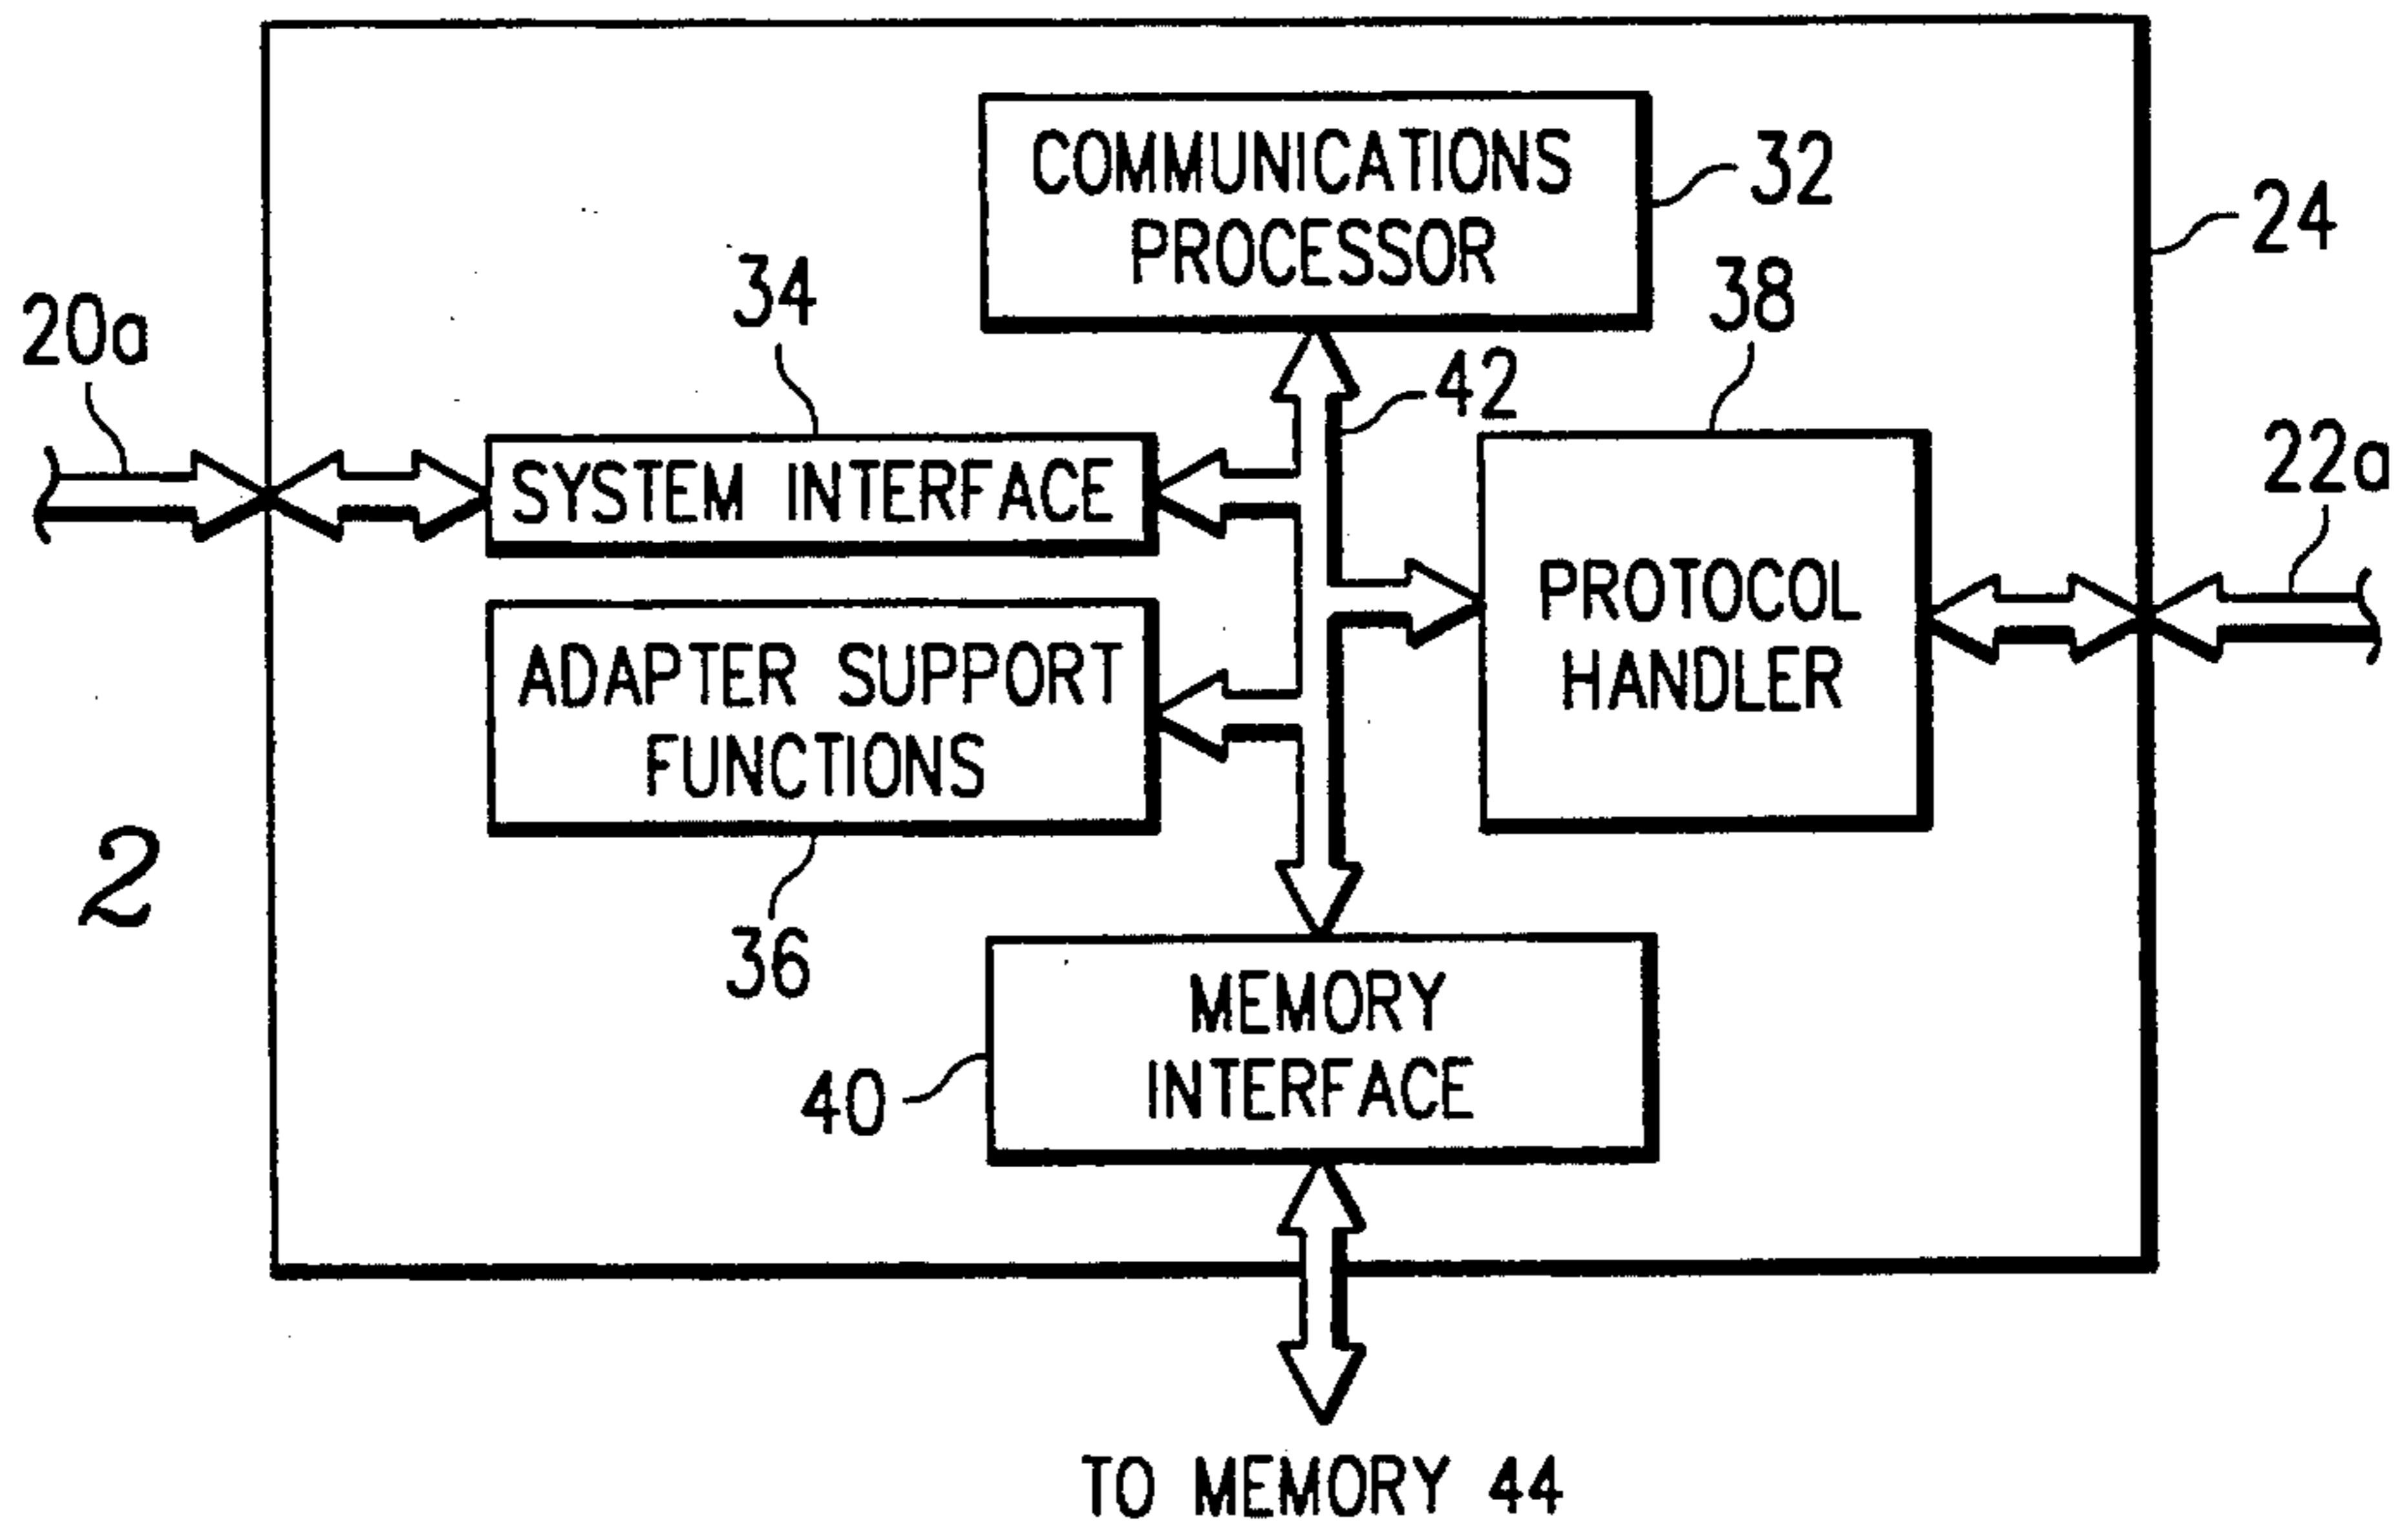 COMMUNICATIONS
PROCESSOR
32
24
34
38
20a
42
22a
SYSTEM INTERFACE
PROTOCOL
HANDLER
ADAPTER SUPPORT
FUNCTIONS
2
36
MEMORY
INTERFACE
40
TO MEMORY 44